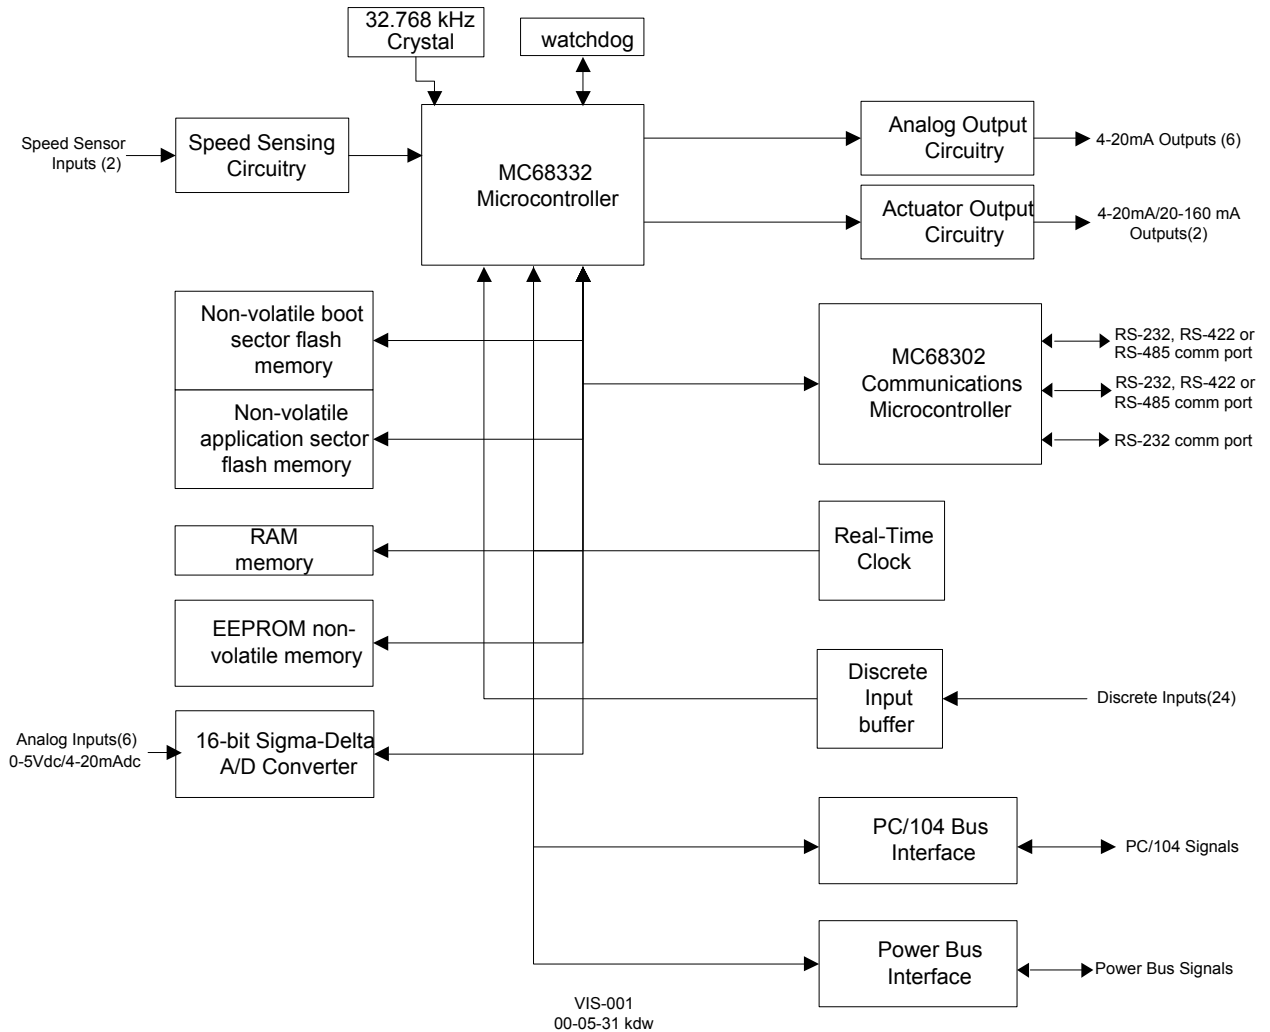 32.768 kHz
Crystal
watchdog
Speed Sensor
Inputs (2)
Speed Sensing
Circuitry
MC68332
Microcontroller
Analog Output
Circuitry
4-20mA Outputs (6)
Actuator Output
Circuitry
4-20mA/20-160 mA
Outputs(2)
Non-volatile boot
sector flash
memory
Non-volatile
application sector
flash memory
MC68302
Communications
Microcontroller
RS-232, RS-422 or
RS-485 comm port
RS-232, RS-422 or
RS-485 comm port
RS-232 comm port
RAM
memory
Real-Time
Clock
EEPROM non-
volatile memory
Discrete
Input
buffer
Discrete Inputs(24)
Analog Inputs(6)
0-5Vdc/4-20mAdc
16-bit Sigma-Delta
A/D Converter
PC/104 Bus
Interface
PC/104 Signals
Power Bus
Interface
Power Bus Signals
VIS-001
00-05-31 kdw